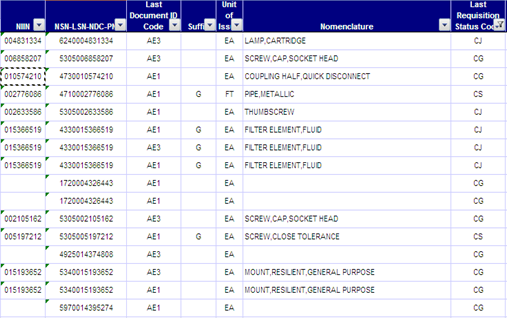 NIIN NSN-LSN-NDC-PN Last Document ID Code Suffi Unit of Iss Nomenclature Last Requisition Status Cod
004831334 6240004831334 AE3 EA LAMP,CARTRIDGE CJ
006858207 5305006858207 AE3 EA SCREW,CAP,SOCKET HEAD CG
010574210 4730010574210 AE1 EA COUPLING HALF,QUICK DISCONNECT CG
002776086 4710002776086 AE1 G FT PIPE,METALLIC CS
002633586 5305002633586 AE1 EA THUMBSCREW CJ
015366519 4330015366519 AE1 G EA FILTER ELEMENT,FLUID CJ
015366519 4330015366519 AE3 G EA FILTER ELEMENT,FLUID CJ
015366519 4330015366519 AE1 G EA FILTER ELEMENT,FLUID CJ
1720004326443 AE1 EA CG
1720004326443 AE1 EA CG
002105162 5305002105162 AE3 EA SCREW,CAP,SOCKET HEAD CG
005197212 5305005197212 AE1 G EA SCREW,CLOSE TOLERANCE CS
4925014374808 AE3 EA CG
015193652 5340015193652 AE3 EA MOUNT,RESILIENT,GENERAL PURPOSE CG
015193652 5340015193652 AE1 EA MOUNT,RESILIENT,GENERAL PURPOSE CG
5970014395274 AE1 EA CG